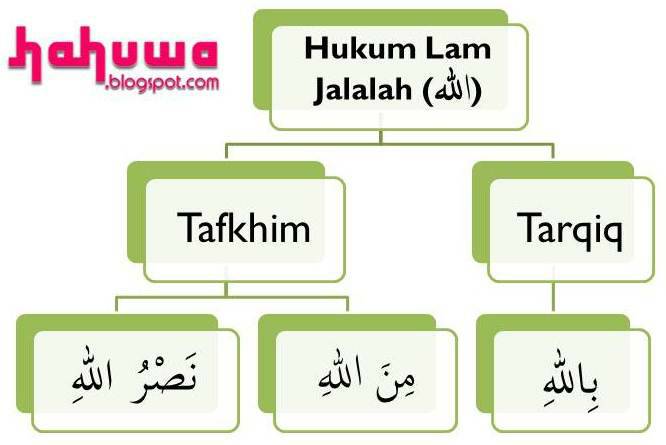 hahuwa
.blogspot.com
Hukum Lam
Jalalah (الله)
Tafkhim
Tarqiq
نَصْرُ اللهِ
مِنَ اللهِ
بِاللهِ